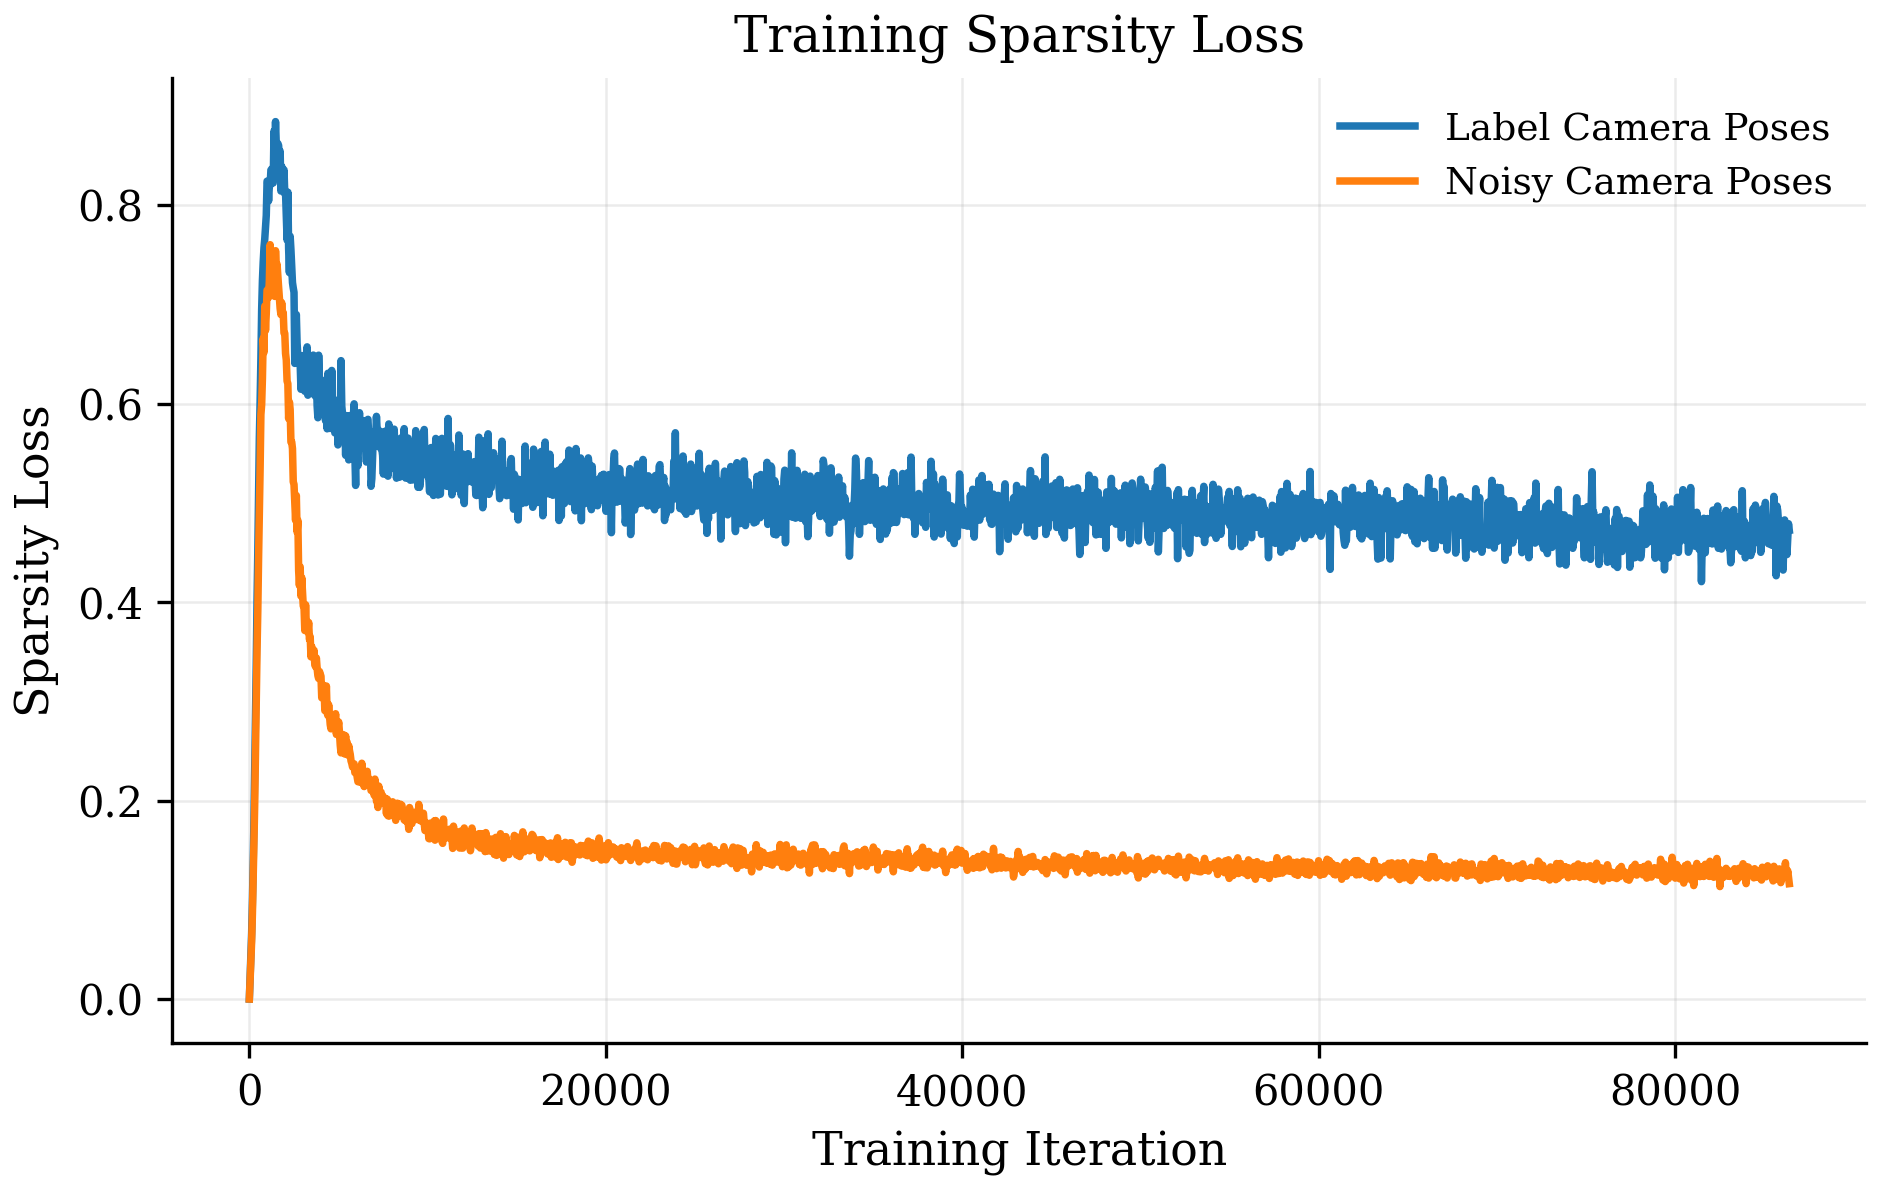 Training Sparsity Loss
Label Camera Poses
Noisy Camera Poses
Sparsity Loss
0.8
0.6
0.4
0.2
0.0
0 20000 40000 60000 80000
Training Iteration